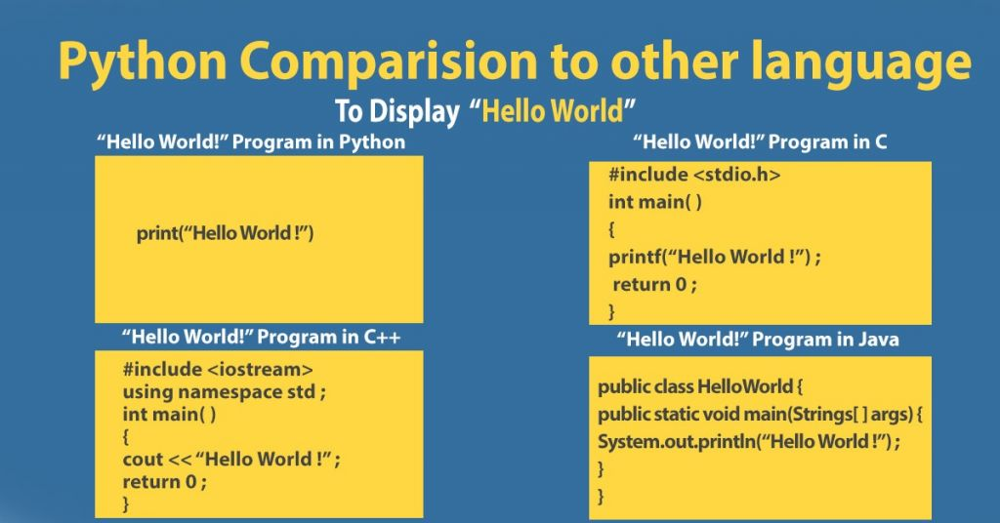 Python Comparision to other language
To Display “Hello World”
“Hello World!” Program in Python
print(“Hello World !”)
“Hello World!” Program in C
#include <stdio.h>
int main( )
{
printf(“Hello World !”) ;
return 0 ;
}
“Hello World!” Program in C++
#include <iostream>
using namespace std ;
int main( )
{
cout << “Hello World !” ;
return 0 ;
}
“Hello World!” Program in Java
public class HelloWorld {
public static void main(Strings[ ] args) {
System.out.println(“Hello World !”) ;
}
}